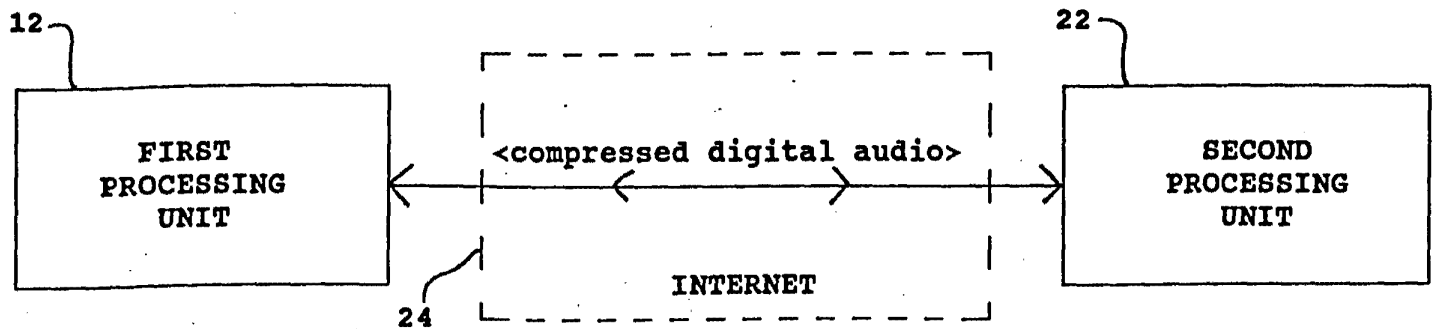 12
22
FIRST
PROCESSING
UNIT
<compressed digital audio>
SECOND
PROCESSING
UNIT
INTERNET
24